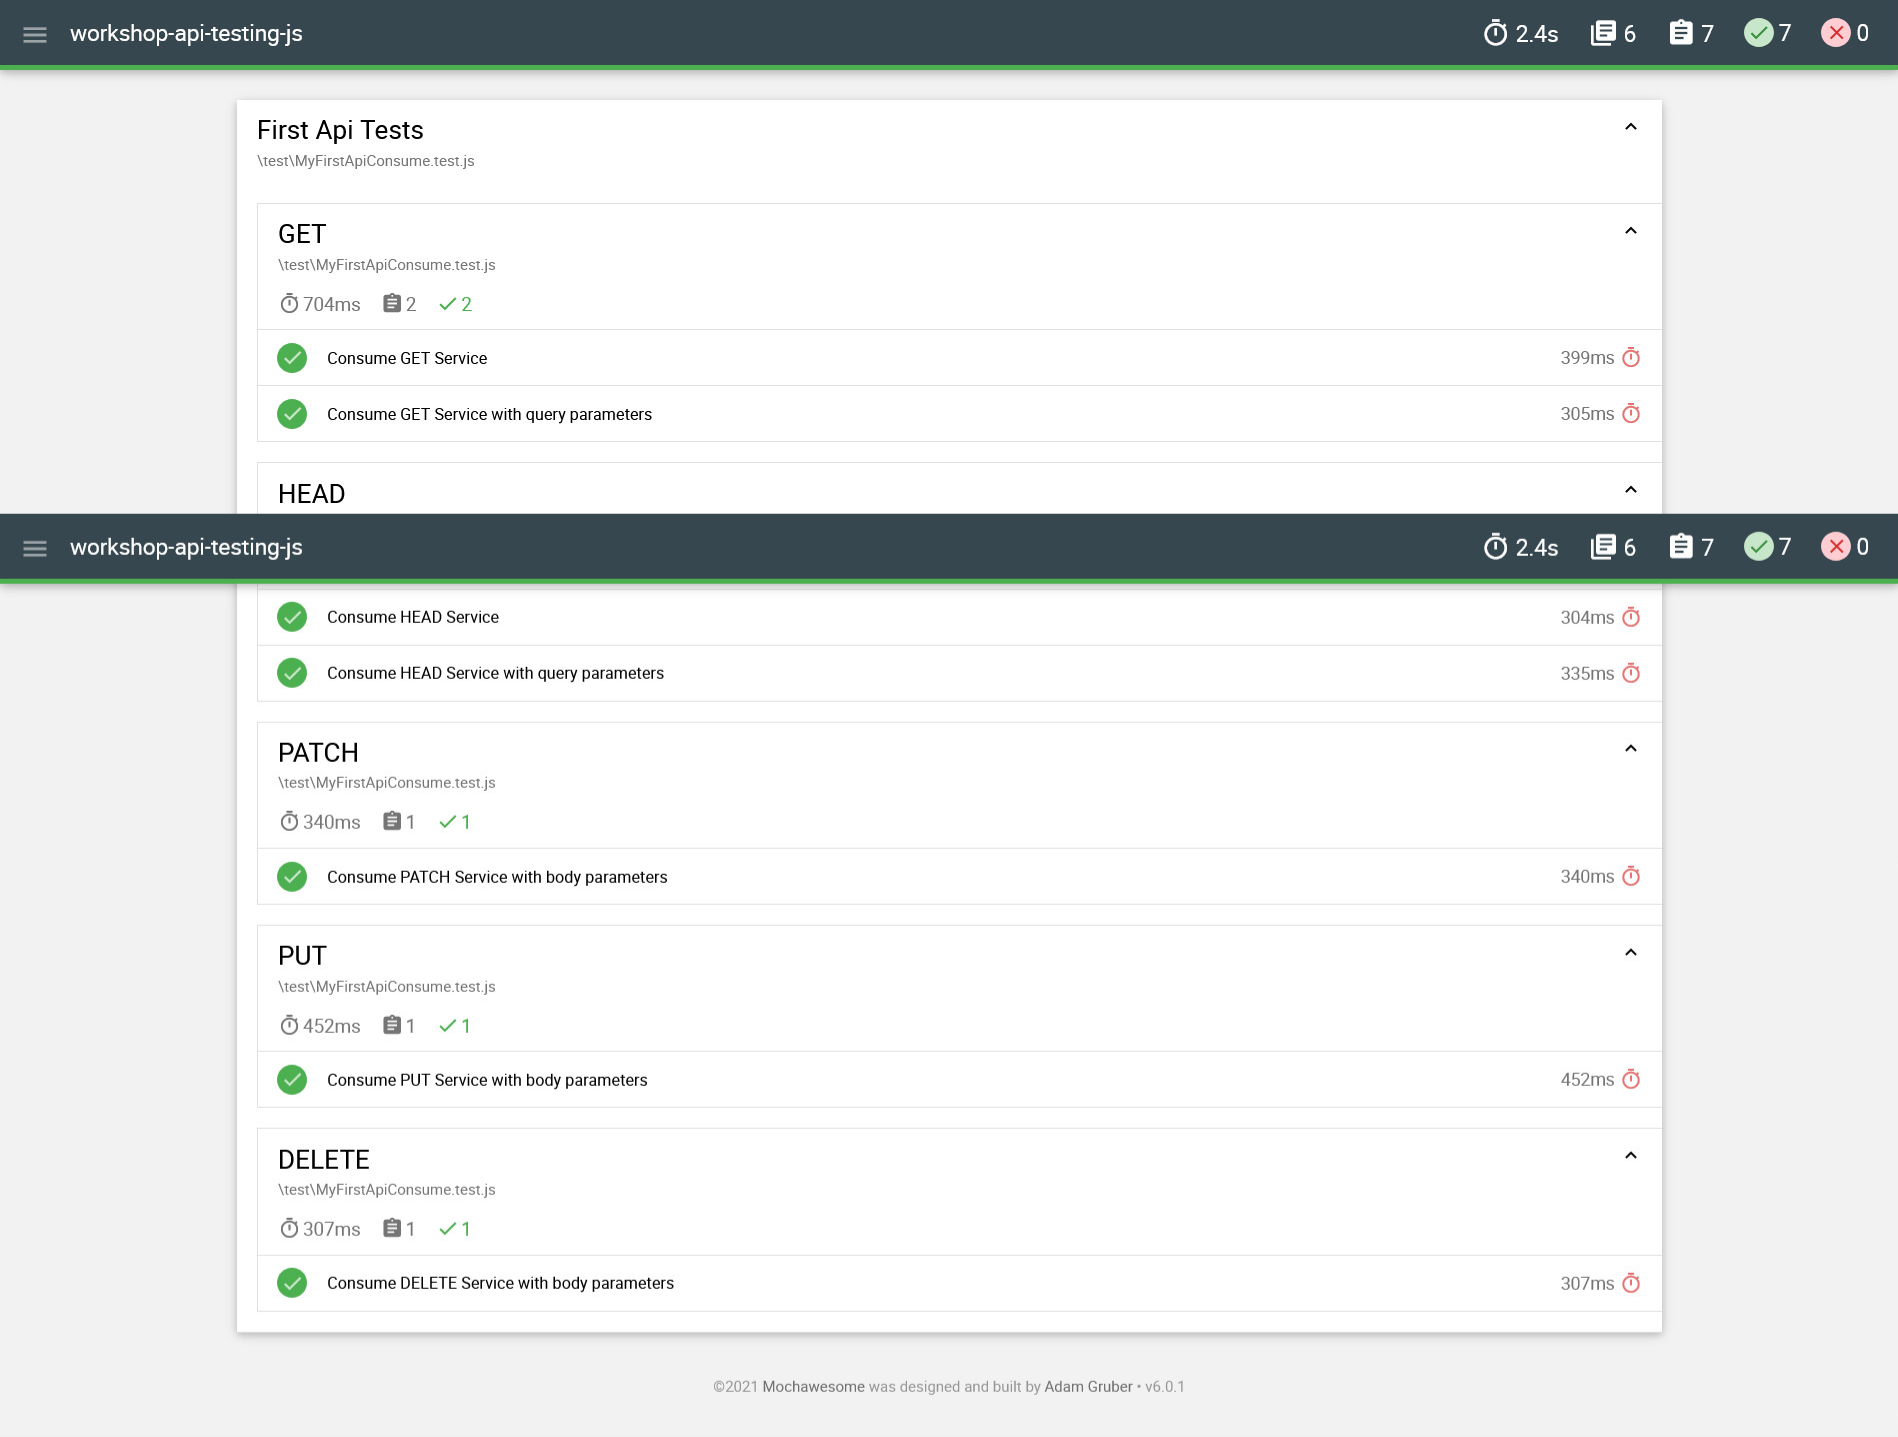 workshop-api-testing-js 2.4s 6 7 7 0
First Api Tests
\test\MyFirstApiConsume.test.js
GET
\test\MyFirstApiConsume.test.js
704ms 2 2
Consume GET Service 399ms
Consume GET Service with query parameters 305ms
HEAD
workshop-api-testing-js 2.4s 6 7 7 0
Consume HEAD Service 304ms
Consume HEAD Service with query parameters 335ms
PATCH
\test\MyFirstApiConsume.test.js
340ms 1 1
Consume PATCH Service with body parameters 340ms
PUT
\test\MyFirstApiConsume.test.js
452ms 1 1
Consume PUT Service with body parameters 452ms
DELETE
\test\MyFirstApiConsume.test.js
307ms 1 1
Consume DELETE Service with body parameters 307ms
©2021 Mochawesome was designed and built by Adam Gruber • v6.0.1